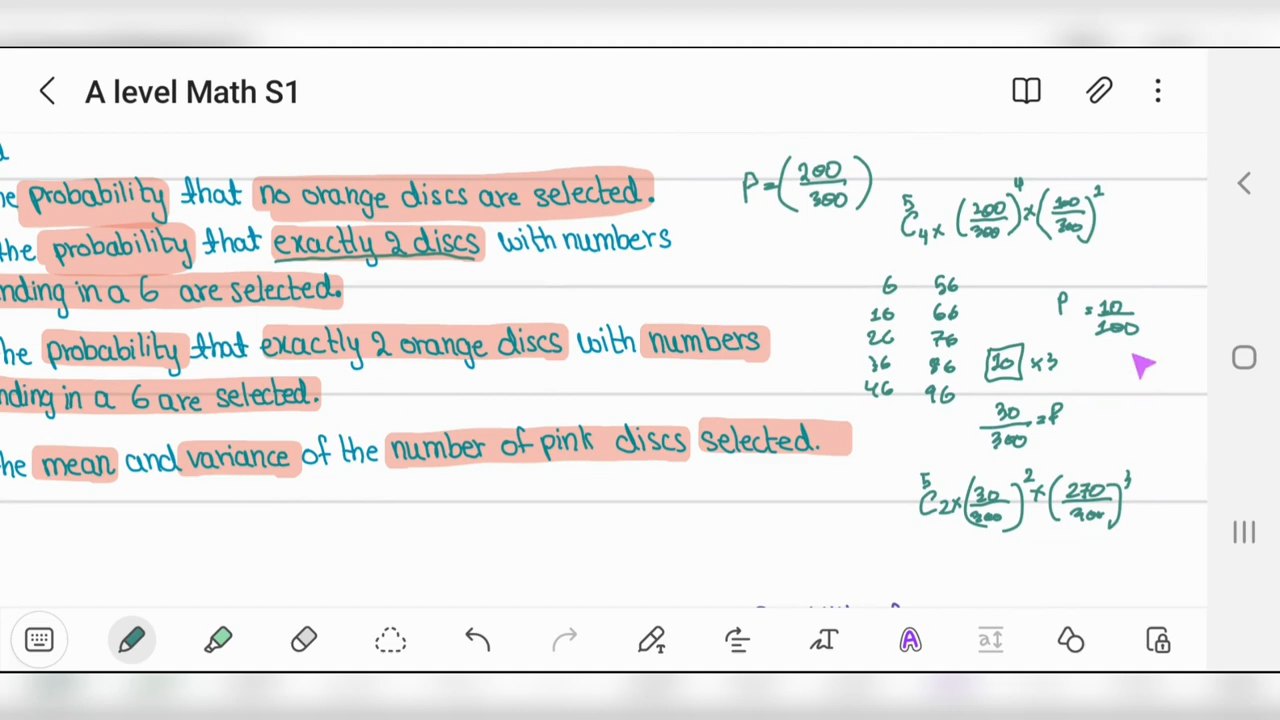 A level Math S1
he probability that no orange discs are selected.
the probability that exactly 2 discs with numbers
nding in a 6 are selected.
he probability that exactly 2 orange discs with numbers
nding in a 6 are selected.
he mean and variance of the number of pink discs selected.
P=(200/300)
5C4×(200/300)^4×(100/300)^2
6 56
16 66
26 76
36 86
46 96
10 ×3
P=10/100
30/300=P
5C2×(30/300)^2×(270/300)^3